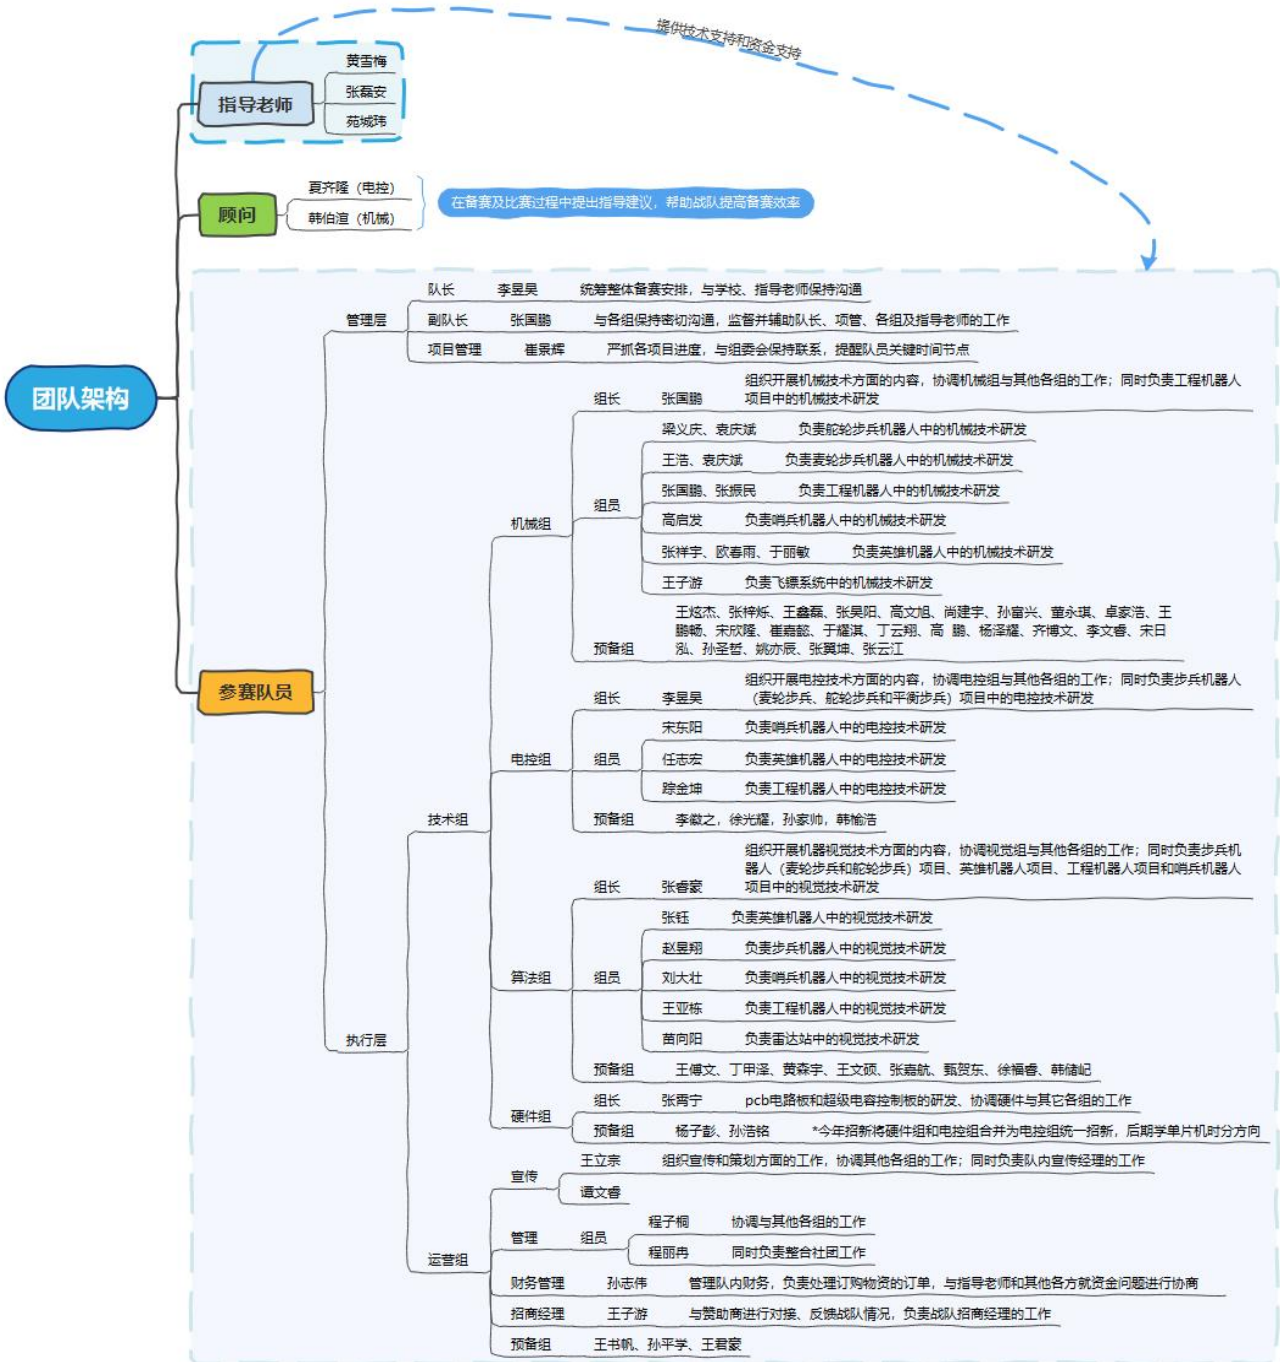 提供技术支持和资金支持
黄雪梅
指导老师
张磊安
苑城玮
夏齐隆（电控）
顾问
韩伯渲（机械）
在备赛及比赛过程中提出指导建议，帮助战队提高备赛效率
团队架构
参赛队员
管理层
队长 李昱昊 统筹整体备赛安排，与学校、指导老师保持沟通
副队长 张国鹏 与各组保持密切沟通，监督并辅助队长、项管、各组及指导老师的工作
项目管理 崔景辉 严抓各项目进度，与组委会保持联系，提醒队员关键时间节点
执行层
技术组
机械组
组长 张国鹏 组织开展机械技术方面的内容，协调机械组与其他各组的工作；同时负责工程机器人
项目中的机械技术研发
组员
梁义庆、袁庆斌 负责舵轮步兵机器人中的机械技术研发
王浩、袁庆斌 负责麦轮步兵机器人中的机械技术研发
张国鹏、张振民 负责工程机器人中的机械技术研发
高启发 负责哨兵机器人中的机械技术研发
张祥宇、欧春雨、于丽敏 负责英雄机器人中的机械技术研发
王子游 负责飞镖系统中的机械技术研发
预备组
王炫杰、张梓烁、王鑫磊、张昊阳、高文旭、尚建宇、孙富兴、董永琪、卓家浩、王
鹏畅、宋欣隆、崔嘉懿、于耀淇、丁云翔、高 鹏、杨泽耀、齐博文、李文睿、宋日
泓、孙圣哲、姚亦辰、张翼坤、张云江
电控组
组长 李昱昊 组织开展电控技术方面的内容，协调电控组与其他各组的工作；同时负责步兵机器人
（麦轮步兵、舵轮步兵和平衡步兵）项目中的电控技术研发
组员
宋东阳 负责哨兵机器人中的电控技术研发
任志宏 负责英雄机器人中的电控技术研发
踪金坤 负责工程机器人中的电控技术研发
预备组 李徽之，徐光耀，孙家帅，韩榆浩
算法组
组长 张睿豪 组织开展机器视觉技术方面的内容，协调视觉组与其他各组的工作；同时负责步兵机
器人（麦轮步兵和舵轮步兵）项目、英雄机器人项目、工程机器人项目和哨兵机器人
项目中的视觉技术研发
组员
张钰 负责英雄机器人中的视觉技术研发
赵昱翔 负责步兵机器人中的视觉技术研发
刘大壮 负责哨兵机器人中的视觉技术研发
王亚栋 负责工程机器人中的视觉技术研发
苗向阳 负责雷达站中的视觉技术研发
预备组 王傅文、丁甲泽、黄森宇、王文硕、张嘉航、甄贺东、徐福睿、韩储屺
硬件组
组长 张霄宁 pcb电路板和超级电容控制板的研发、协调硬件与其它各组的工作
预备组 杨子彭、孙浩铭 *今年招新将硬件组和电控组合并为电控组统一招新，后期学单片机时分方向
运营组
宣传
王立宗 组织宣传和策划方面的工作，协调其他各组的工作；同时负责队内宣传经理的工作
谭文睿
管理 组员
程子桐 协调与其他各组的工作
程丽冉 同时负责整合社团工作
财务管理 孙志伟 管理队内财务，负责处理订购物资的订单，与指导老师和其他各方就资金问题进行协商
招商经理 王子游 与赞助商进行对接、反馈战队情况，负责战队招商经理的工作
预备组 王书帆、孙平学、王君豪